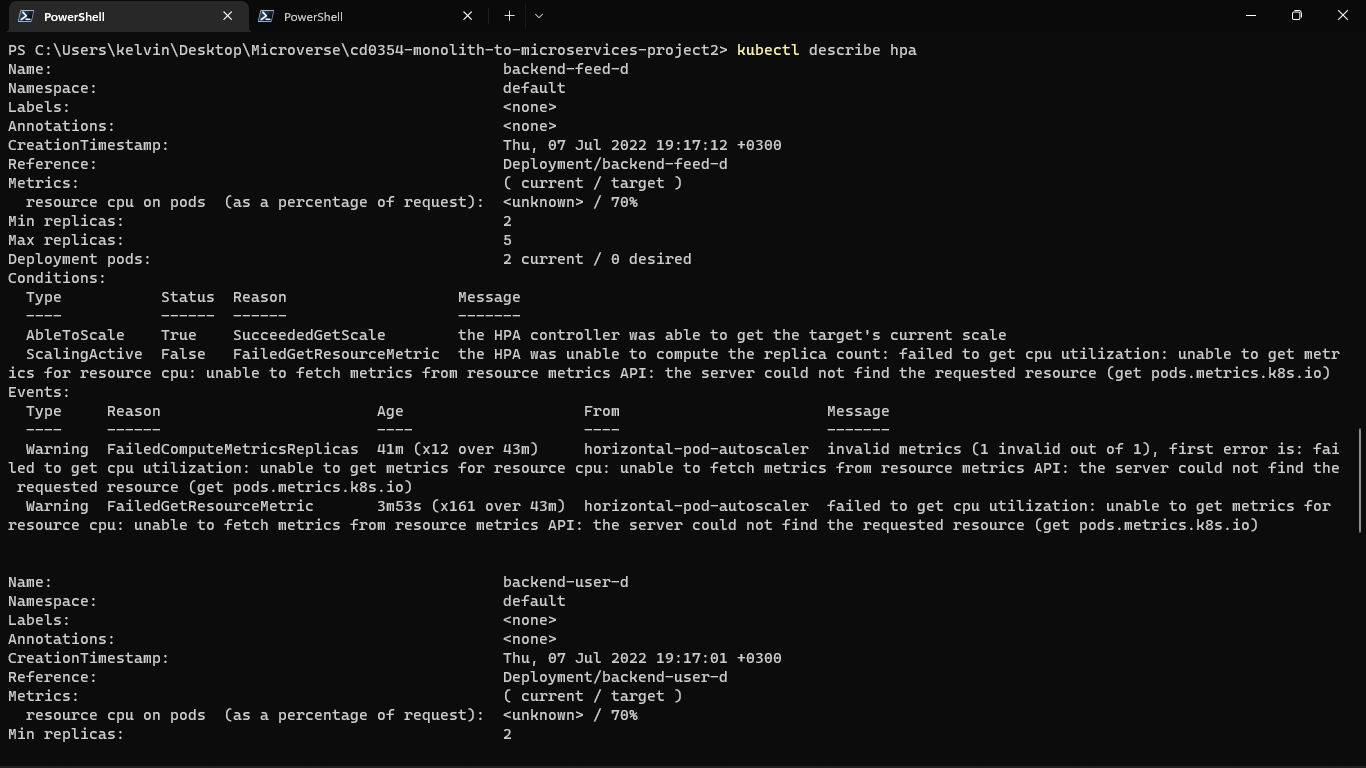 PowerShell
PowerShell
PS C:\Users\kelvin\Desktop\Microverse\cd0354-monolith-to-microservices-project2> kubectl describe hpa
Name: backend-feed-d
Namespace: default
Labels: <none>
Annotations: <none>
CreationTimestamp: Thu, 07 Jul 2022 19:17:12 +0300
Reference: Deployment/backend-feed-d
Metrics: ( current / target )
resource cpu on pods (as a percentage of request): <unknown> / 70%
Min replicas: 2
Max replicas: 5
Deployment pods: 2 current / 0 desired
Conditions:
Type Status Reason Message
---- ------ ------ -------
AbleToScale True SucceededGetScale the HPA controller was able to get the target's current scale
ScalingActive False FailedGetResourceMetric the HPA was unable to compute the replica count: failed to get cpu utilization: unable to get metr
ics for resource cpu: unable to fetch metrics from resource metrics API: the server could not find the requested resource (get pods.metrics.k8s.io)
Events:
Type Reason Age From Message
---- ------ ---- ---- -------
Warning FailedComputeMetricsReplicas 41m (x12 over 43m) horizontal-pod-autoscaler invalid metrics (1 invalid out of 1), first error is: fai
led to get cpu utilization: unable to get metrics for resource cpu: unable to fetch metrics from resource metrics API: the server could not find the
requested resource (get pods.metrics.k8s.io)
Warning FailedGetResourceMetric 3m53s (x161 over 43m) horizontal-pod-autoscaler failed to get cpu utilization: unable to get metrics for
resource cpu: unable to fetch metrics from resource metrics API: the server could not find the requested resource (get pods.metrics.k8s.io)
Name: backend-user-d
Namespace: default
Labels: <none>
Annotations: <none>
CreationTimestamp: Thu, 07 Jul 2022 19:17:01 +0300
Reference: Deployment/backend-user-d
Metrics: ( current / target )
resource cpu on pods (as a percentage of request): <unknown> / 70%
Min replicas: 2